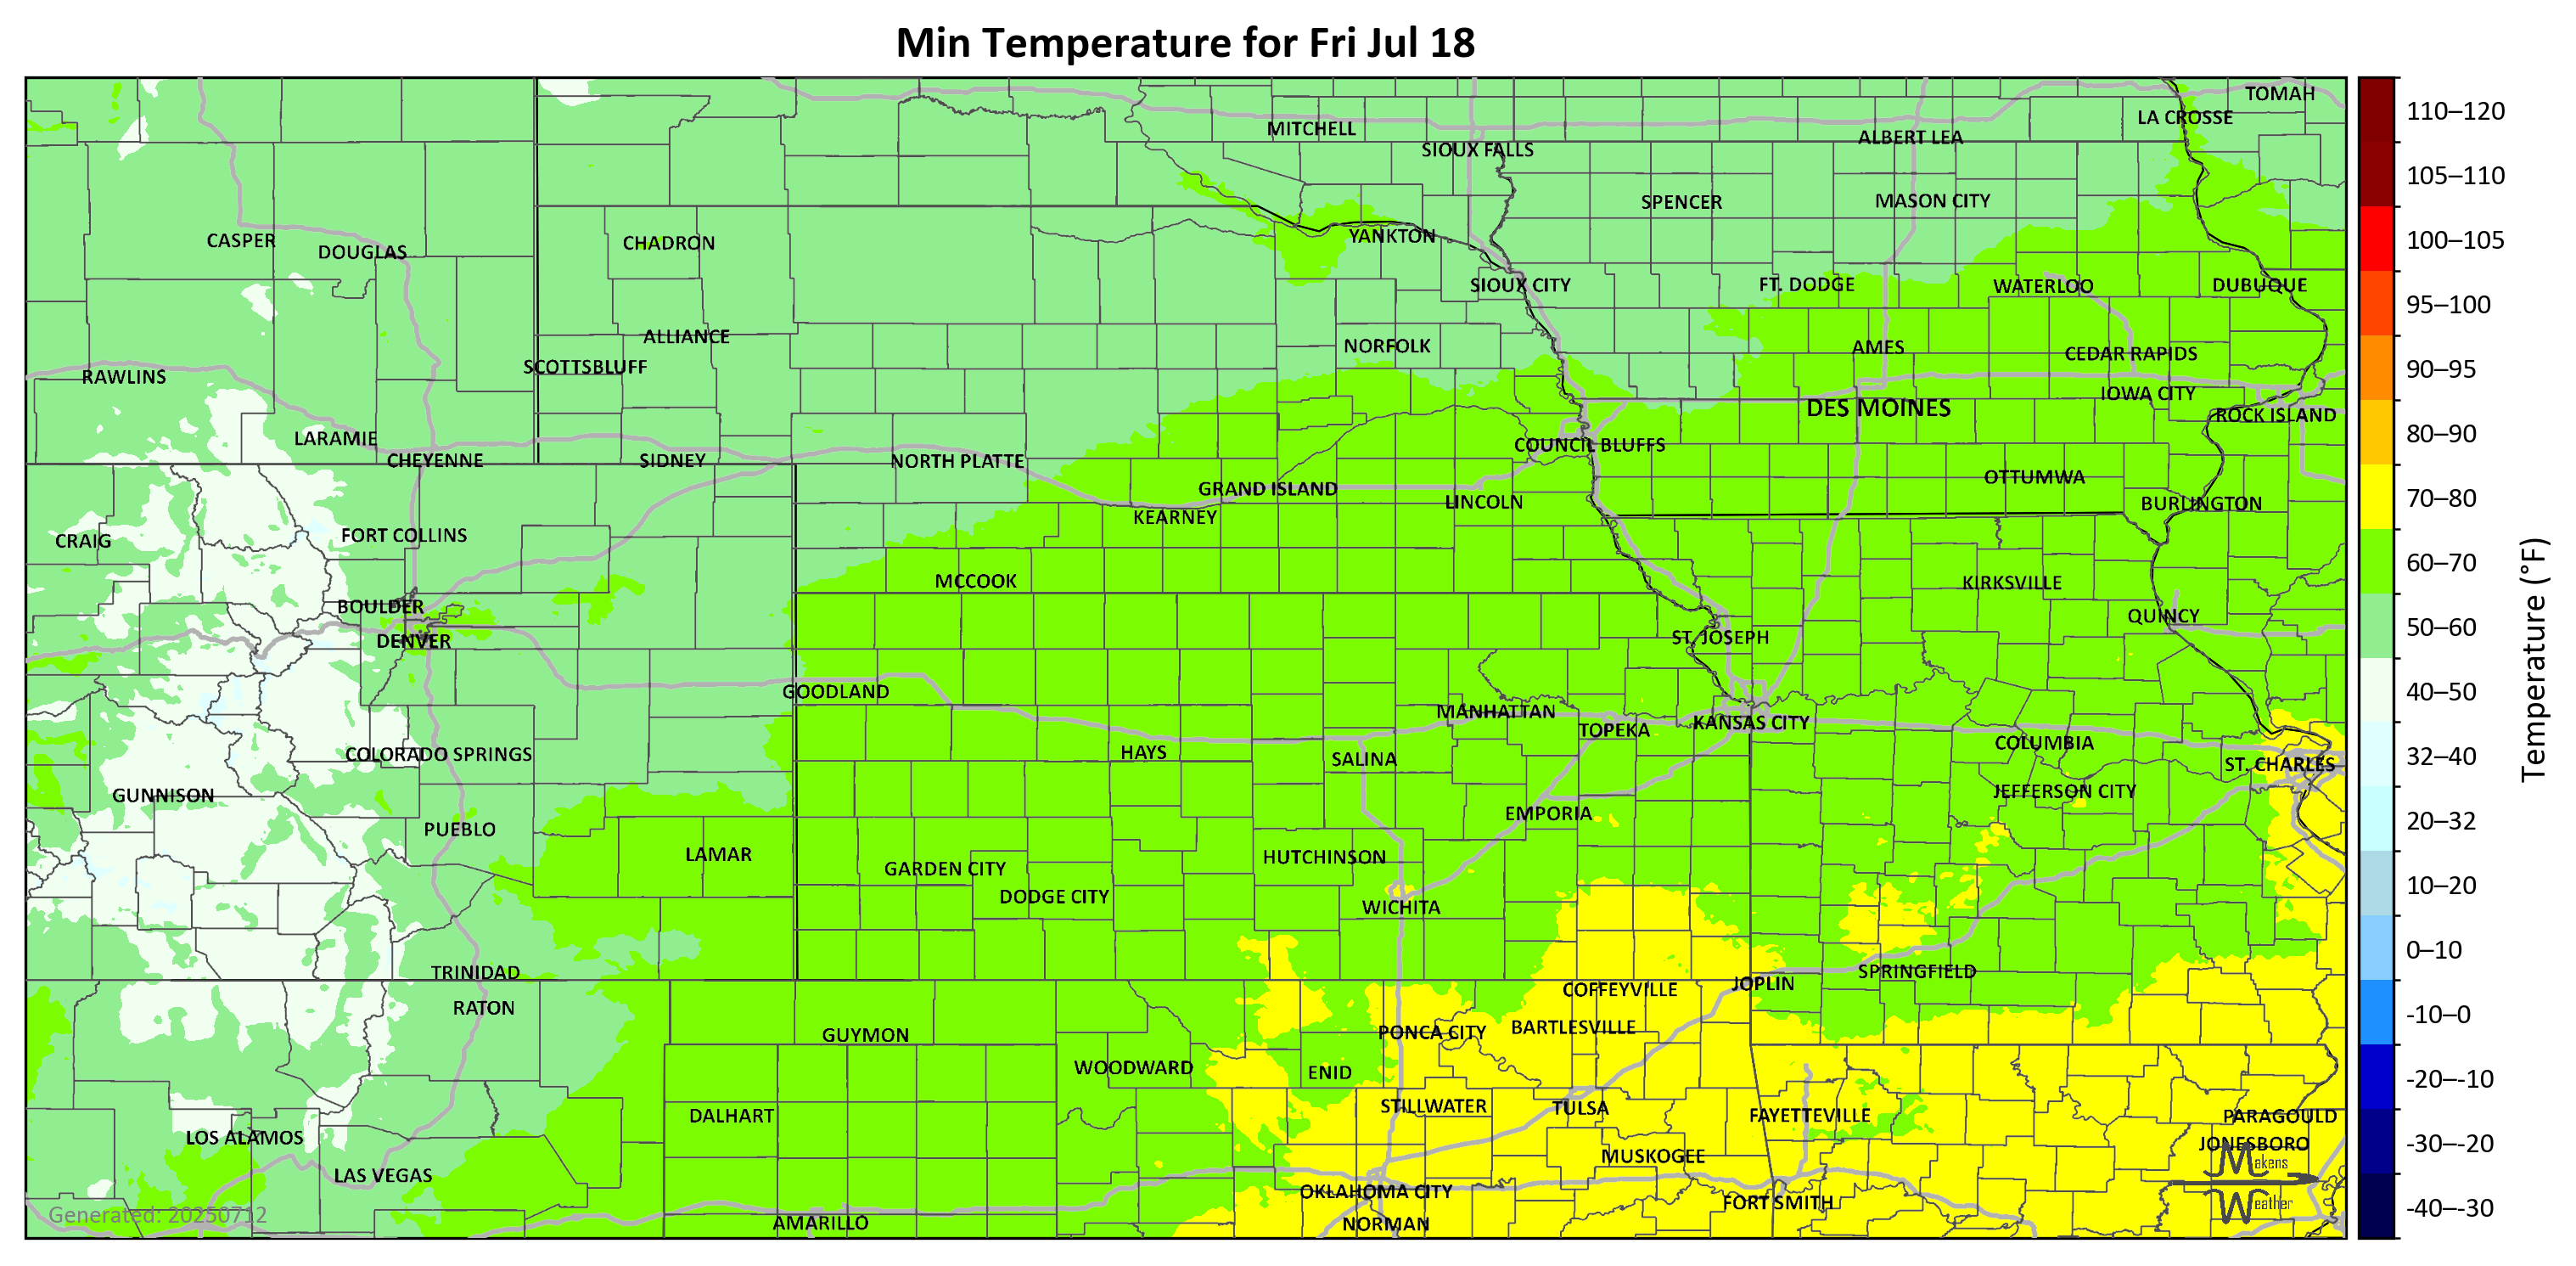 Min Temperature for Fri Jul 18
TOMAH
LA CROSSE
MITCHELL
ALBERT LEA
SIOUX FALLS
SPENCER
MASON CITY
CASPER
DOUGLAS
CHADRON
YANKTON
SIOUX CITY
FT. DODGE
WATERLOO
DUBUQUE
ALLIANCE
NORFOLK
AMES
CEDAR RAPIDS
SCOTTSBLUFF
RAWLINS
IOWA CITY
DES MOINES
ROCK ISLAND
LARAMIE
COUNCIL BLUFFS
CHEYENNE
SIDNEY
NORTH PLATTE
OTTUMWA
GRAND ISLAND
LINCOLN
BURLINGTON
KEARNEY
CRAIG
FORT COLLINS
MCCOOK
KIRKSVILLE
BOULDER
QUINCY
DENVER
ST. JOSEPH
GOODLAND
MANHATTAN
TOPEKA
KANSAS CITY
COLUMBIA
COLORADO SPRINGS
HAYS
SALINA
ST. CHARLES
GUNNISON
JEFFERSON CITY
EMPORIA
PUEBLO
LAMAR
HUTCHINSON
GARDEN CITY
DODGE CITY
WICHITA
TRINIDAD
SPRINGFIELD
JOPLIN
COFFEYVILLE
RATON
GUYMON
PONCA CITY
BARTLESVILLE
WOODWARD
ENID
STILLWATER
TULSA
DALHART
FAYETTEVILLE
PARAGOULD
LOS ALAMOS
JONESBORO
MUSKOGEE
LAS VEGAS
OKLAHOMA CITY
FORT SMITH
AMARILLO
NORMAN
Makens
Weather
Generated: 20250712
110–120
105–110
100–105
95–100
90–95
80–90
70–80
60–70
50–60
40–50
32–40
20–32
10–20
0–10
-10–0
-20–-10
-30–-20
-40–-30
Temperature (°F)